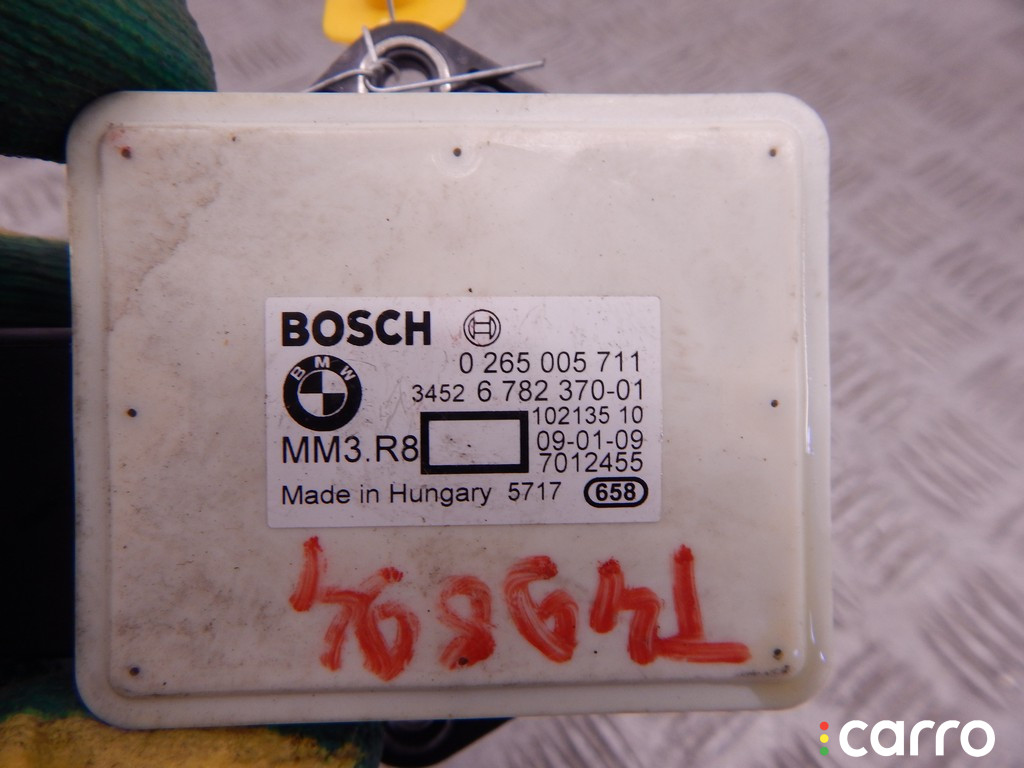 BOSCH
0 265 005 711
BMW
3452 6 782 370-01
102135 10
MM3.R8
09-01-09
7012455
Made in Hungary 5717 658
carro